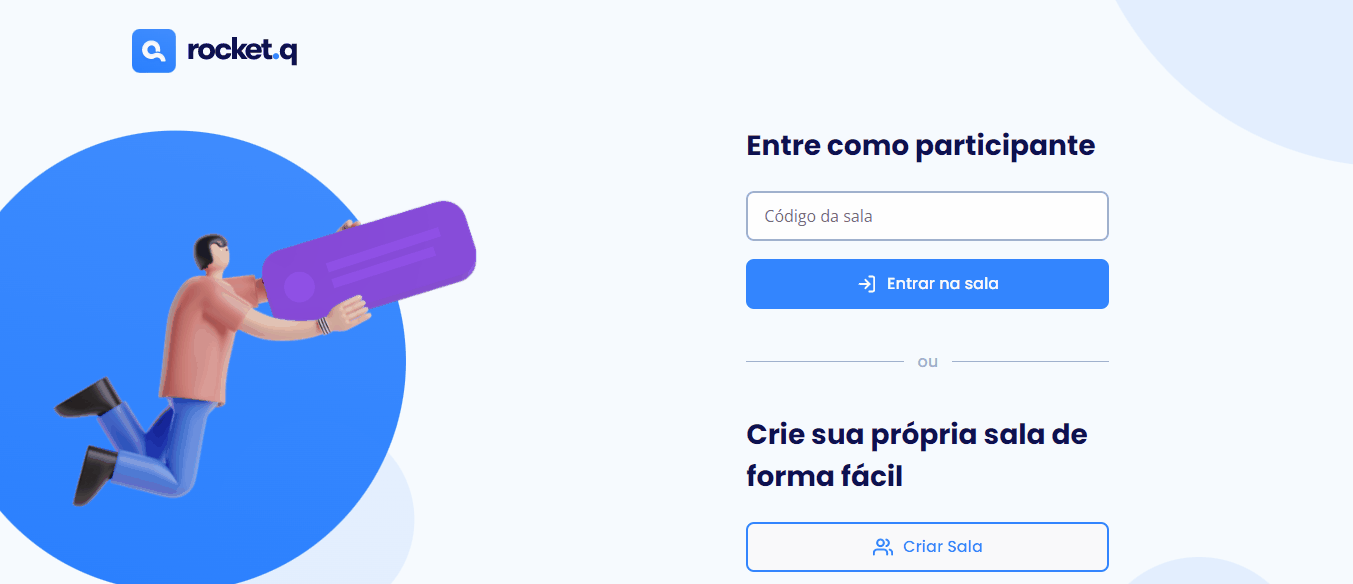 rocket.q
Entre como participante
Código da sala
Entrar na sala
ou
Crie sua própria sala de
forma fácil
Criar Sala